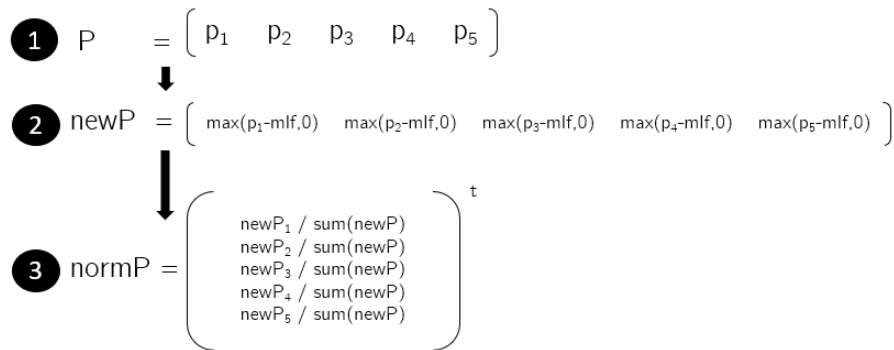 1 P = ( p₁ p₂ p₃ p₄ p₅ )
2 newP = ( max(p₁-mlf,0) max(p₂-mlf,0) max(p₃-mlf,0) max(p₄-mlf,0) max(p₅-mlf,0) )
t
newP₁ / sum(newP)
newP₂ / sum(newP)
3 normP = newP₃ / sum(newP)
newP₄ / sum(newP)
newP₅ / sum(newP)